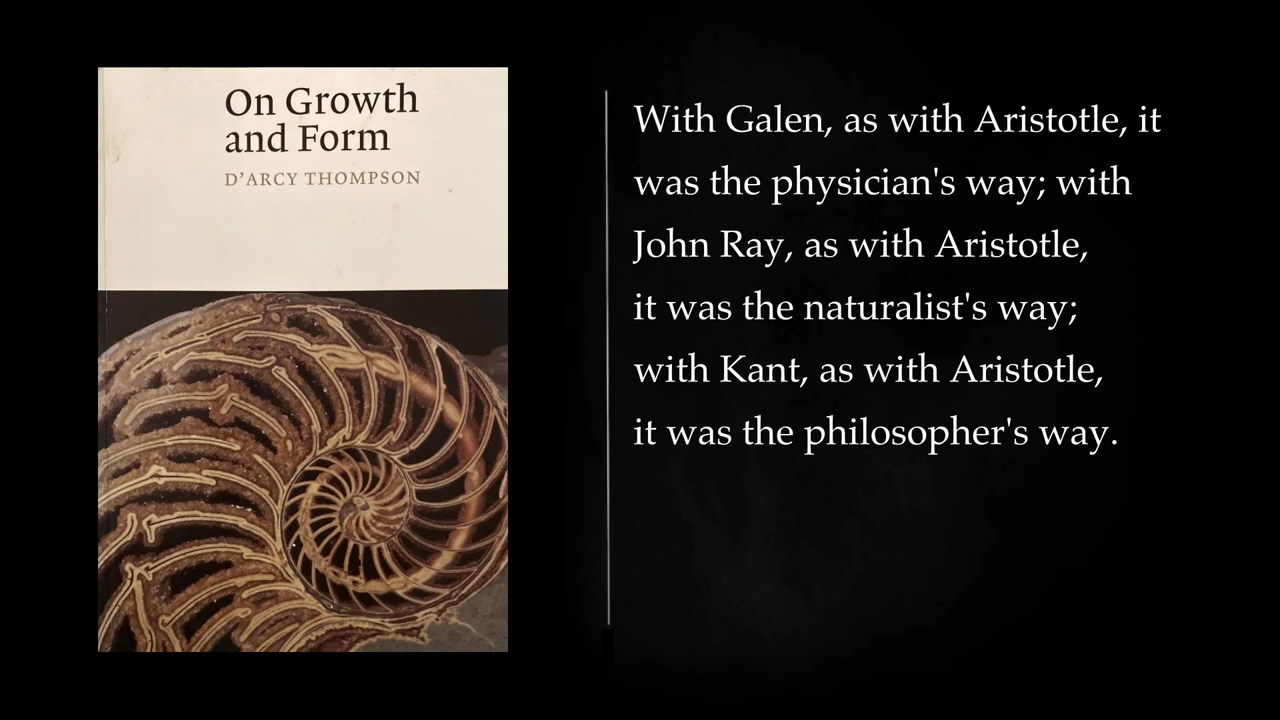 On Growth
and Form
D'ARCY THOMPSON
With Galen, as with Aristotle, it
was the physician's way; with
John Ray, as with Aristotle,
it was the naturalist's way;
with Kant, as with Aristotle,
it was the philosopher's way.